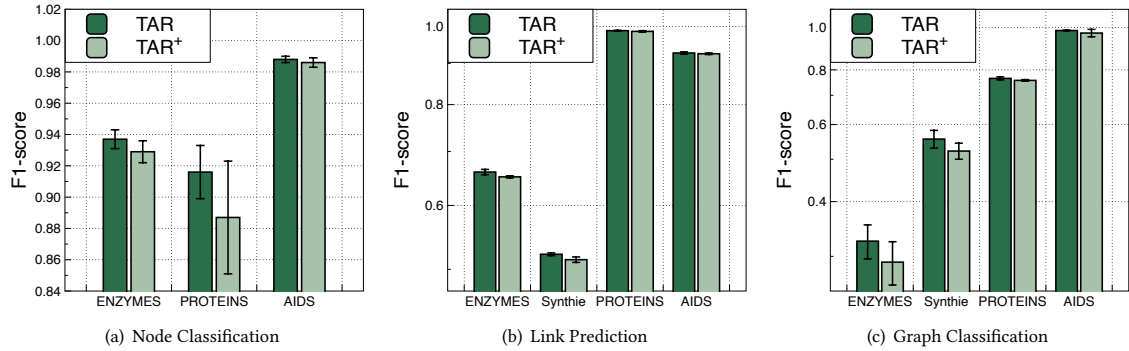 TAR
TAR+
F1-score
1.02
1.00
0.98
0.96
0.94
0.92
0.90
0.88
0.86
0.84
ENZYMES PROTEINS AIDS
(a) Node Classification
TAR
TAR+
F1-score
1.0
0.8
0.6
ENZYMES Synthie PROTEINS AIDS
(b) Link Prediction
TAR
TAR+
F1-score
1.0
0.8
0.6
0.4
ENZYMES Synthie PROTEINS AIDS
(c) Graph Classification